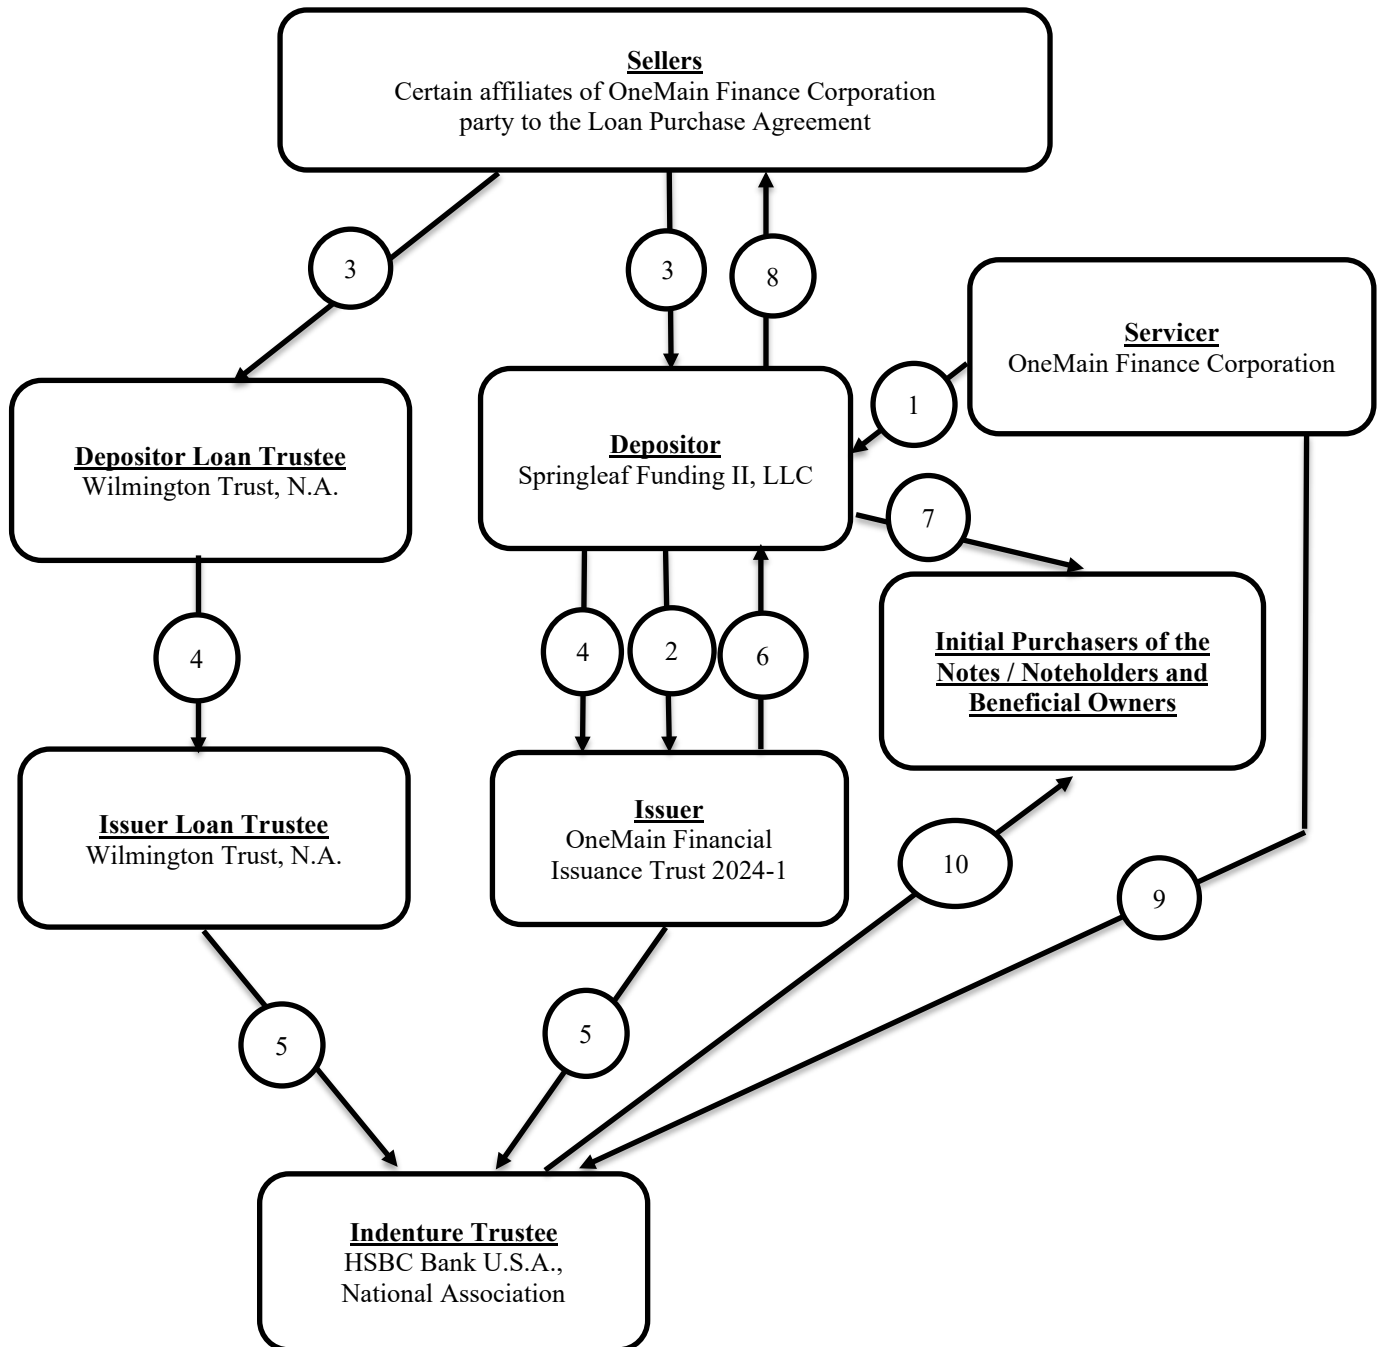 Sellers
Certain affiliates of OneMain Finance Corporation
party to the Loan Purchase Agreement
3
3
8
Servicer
OneMain Finance Corporation
1
Depositor Loan Trustee
Wilmington Trust, N.A.
Depositor
Springleaf Funding II, LLC
7
4
4
2
6
Initial Purchasers of the
Notes / Noteholders and
Beneficial Owners
Issuer Loan Trustee
Wilmington Trust, N.A.
Issuer
OneMain Financial
Issuance Trust 2024-1
10
9
5
5
Indenture Trustee
HSBC Bank U.S.A.,
National Association